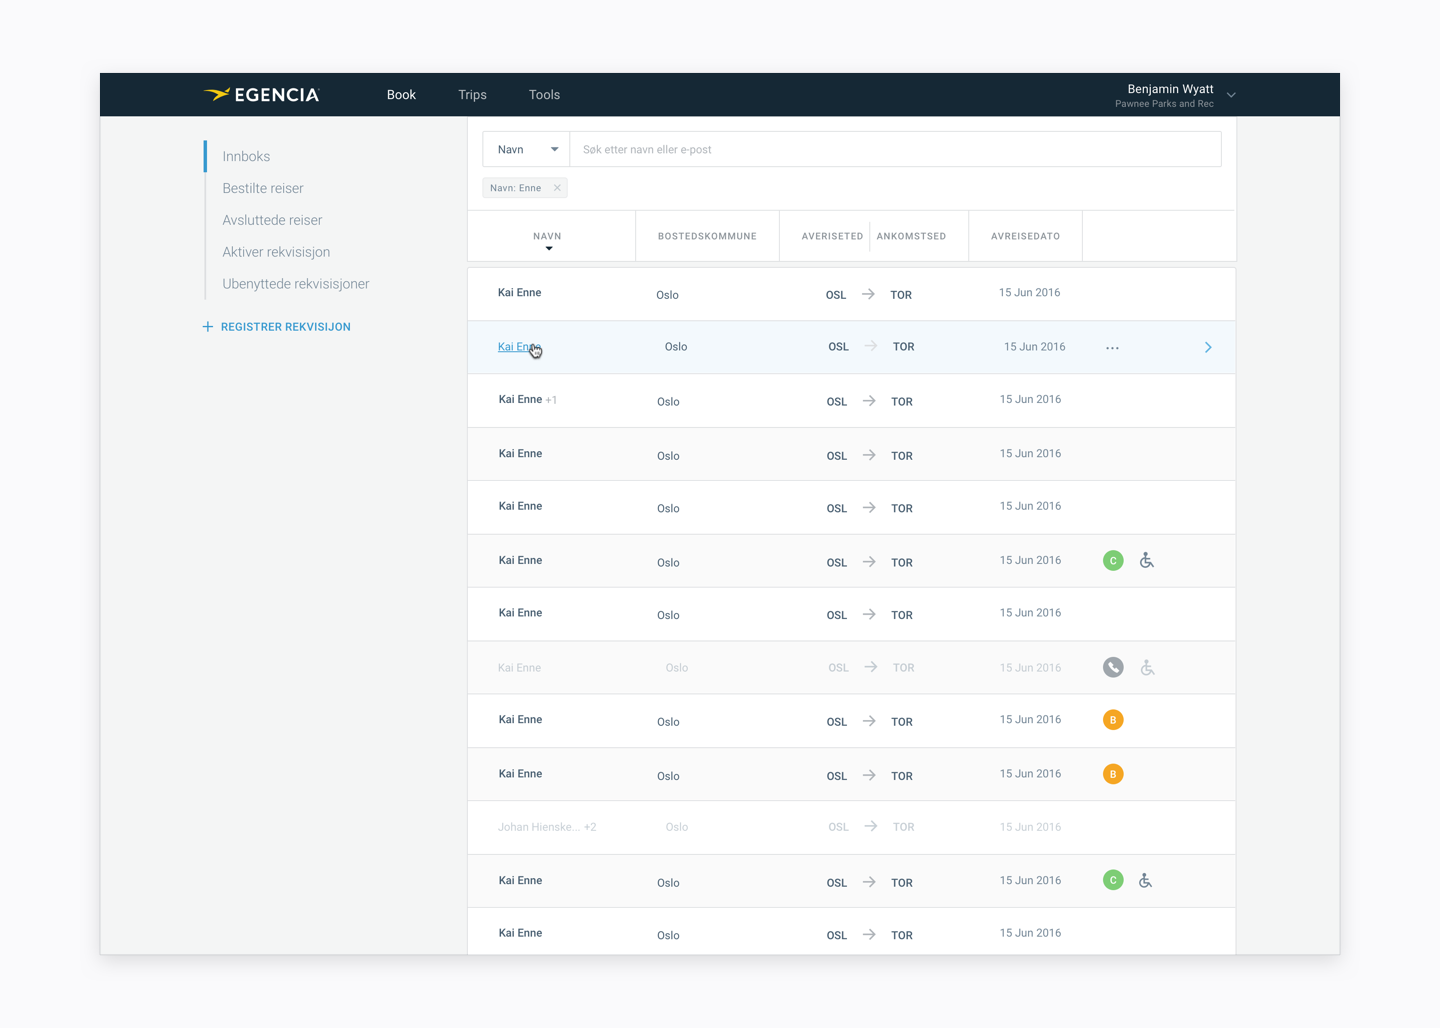 EGENCIA Book Trips Tools Benjamin Wyatt
Pawnee Parks and Rec
Innboks
Bestilte reiser
Avsluttede reiser
Aktiver rekvisisjon
Ubenyttede rekvisisjoner
+ REGISTRER REKVISIJON
Navn Søk etter navn eller e-post
Navn: Enne ×
NAVN BOSTEDSKOMMUNE AVERISETED ANKOMSTSED AVREISEDATO
Kai Enne Oslo OSL → TOR 15 Jun 2016
Kai Enne Oslo OSL → TOR 15 Jun 2016 ...
Kai Enne +1 Oslo OSL → TOR 15 Jun 2016
Kai Enne Oslo OSL → TOR 15 Jun 2016
Kai Enne Oslo OSL → TOR 15 Jun 2016
Kai Enne Oslo OSL → TOR 15 Jun 2016 C
Kai Enne Oslo OSL → TOR 15 Jun 2016
Kai Enne Oslo OSL → TOR 15 Jun 2016
Kai Enne Oslo OSL → TOR 15 Jun 2016 B
Kai Enne Oslo OSL → TOR 15 Jun 2016 B
Johan Hienske... +2 Oslo OSL → TOR 15 Jun 2016
Kai Enne Oslo OSL → TOR 15 Jun 2016 C
Kai Enne Oslo OSL → TOR 15 Jun 2016